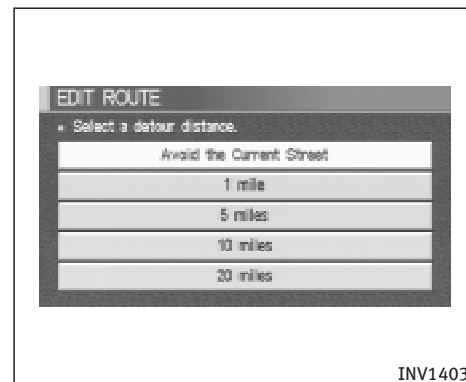 EDIT ROUTE
Select a detour distance.
Avoid the Current Street
1 mile
5 miles
10 miles
20 miles
INV1403